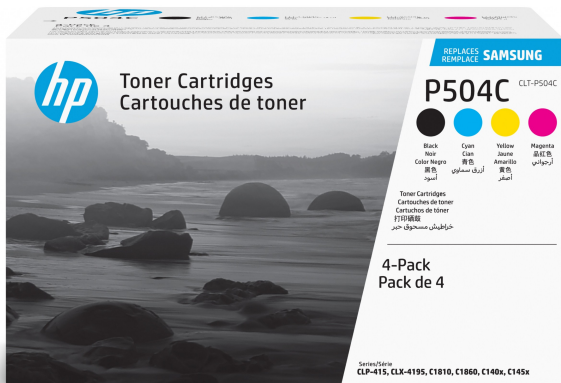 P504C
hp
Toner Cartridges
Cartouches de toner
REPLACES
REMPLACE SAMSUNG
P504C CLT-P504C
Black Cyan Yellow Magenta
Noir Cian Jaune 品紅色
Color Negro 青色 Amarillo أرجواني
黑色 أزرق سماوي 黃色
أسود أصفر
Toner Cartridges
Cartouches de toner
Cartuchos de tóner
打印碳粉
خراطيش مسحوق حبر
4-Pack
Pack de 4
Series/Série
CLP-415, CLX-4195, C1810, C1860, C140x, C145x